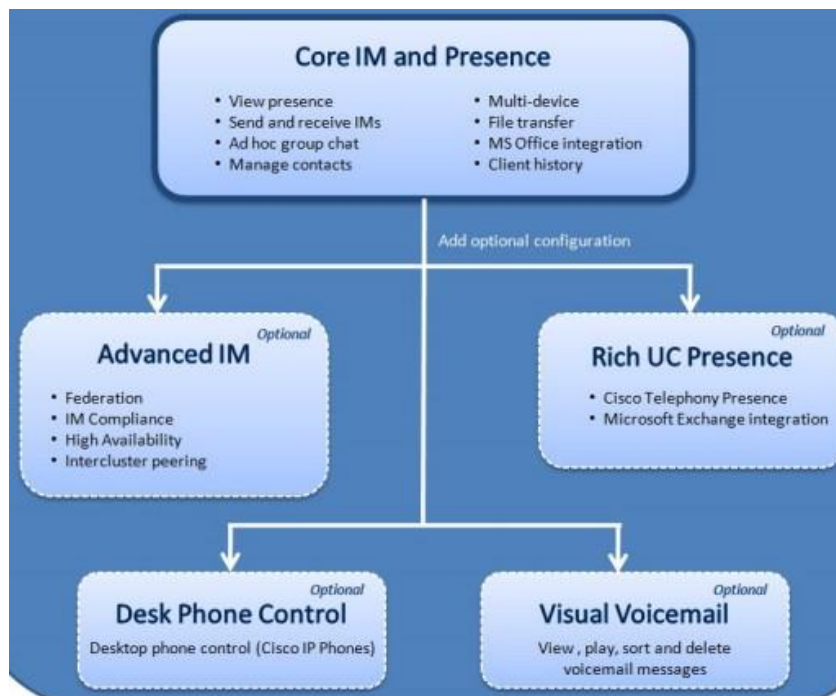 Core IM and Presence
• View presence
• Send and receive IMs
• Ad hoc group chat
• Manage contacts
• Multi-device
• File transfer
• MS Office integration
• Client history
Add optional configuration
Optional
Advanced IM
• Federation
• IM Compliance
• High Availability
• Intercluster peering
Optional
Rich UC Presence
• Cisco Telephony Presence
• Microsoft Exchange integration
Optional
Desk Phone Control
Desktop phone control (Cisco IP Phones)
Optional
Visual Voicemail
View , play, sort and delete
voicemail messages